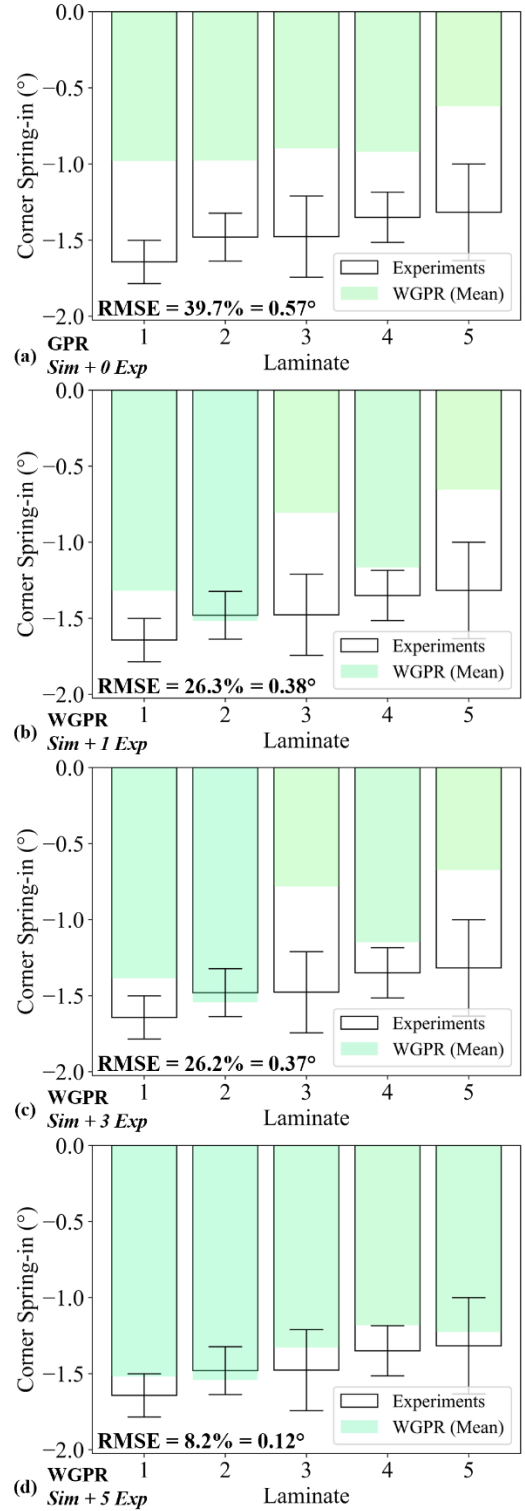 0.0
−0.5
−1.0
−1.5
−2.0
Corner Spring-in (°)
Experiments
WGPR (Mean)
RMSE = 39.7% = 0.57°
1 2 3 4 5
Laminate
(a) GPR
Sim + 0 Exp
0.0
−0.5
−1.0
−1.5
−2.0
Corner Spring-in (°)
Experiments
WGPR (Mean)
RMSE = 26.3% = 0.38°
1 2 3 4 5
Laminate
(b) WGPR
Sim + 1 Exp
0.0
−0.5
−1.0
−1.5
−2.0
Corner Spring-in (°)
Experiments
WGPR (Mean)
RMSE = 26.2% = 0.37°
1 2 3 4 5
Laminate
(c) WGPR
Sim + 3 Exp
0.0
−0.5
−1.0
−1.5
−2.0
Corner Spring-in (°)
Experiments
WGPR (Mean)
RMSE = 8.2% = 0.12°
1 2 3 4 5
Laminate
(d) WGPR
Sim + 5 Exp